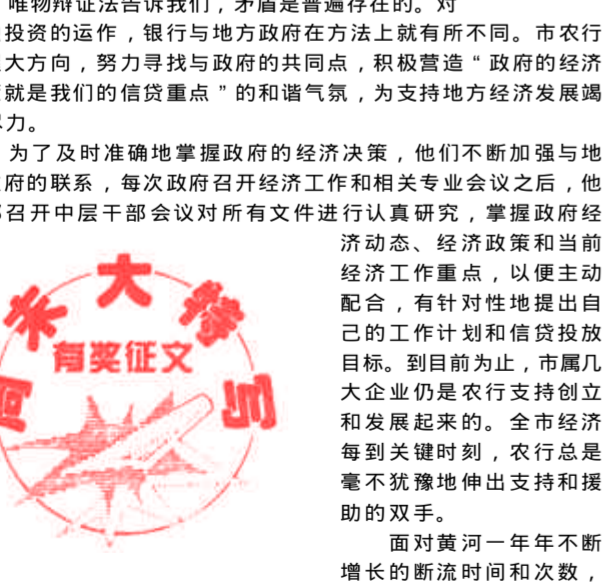 唯物辩证法告诉我们，矛盾是普遍存在的。对
投资的运作，银行与地方政府在方法上就有所不同。市农行
大方向，努力寻找与政府的共同点，积极营造“政府的经济
就是我们的信贷重点”的和谐气氛，为支持地方经济发展竭
力。
为了及时准确地掌握政府的经济决策，他们不断加强与地
府的联系，每次政府召开经济工作和相关专业会议之后，他
召开中层干部会议对所有文件进行认真研究，掌握政府经
济动态、经济政策和当前
经济工作重点，以便主动
配合，有针对性地提出自
己的工作计划和信贷投放
目标。到目前为止，市属几
大企业仍是农行支持创立
和发展起来的。全市经济
每到关键时刻，农行总是
毫不犹豫地伸出支持和援
助的双手。
面对黄河一年年不断
增长的断流时间和次数，
大
有奖征文